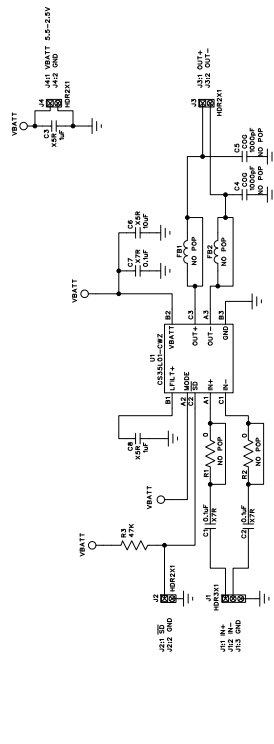 J4:1 VBATT 5.5-2.5V
J4:2 GND
J4
HDR2X1
VBATT
C3
X5R
1uF
J3:1 OUT+
J3:2 OUT-
J3
HDR2X1
C5
COG
1000pF
NO POP
C4
COG
1000pF
NO POP
VBATT
C6
X5R
10uF
C7
X7R
0.1uF
FB1
NO POP
FB2
NO POP
U1
CS35L01-CWZ
B2
VBATT
C3
OUT+
A3
OUT-
B3
GND
B1
LFILT+
A2
MODE
C2
SD
A1
IN+
C1
IN-
C8
X5R
1uF
VBATT
VBATT
R3
47K
R1
0
NO POP
R2
0
NO POP
C1
0.1uF
X7R
C2
0.1uF
X7R
J2
HDR2X1
SD
J2:1
J2:2 GND
J1
HDR3X1
J1:1 IN+
J1:2 IN-
J1:3 GND